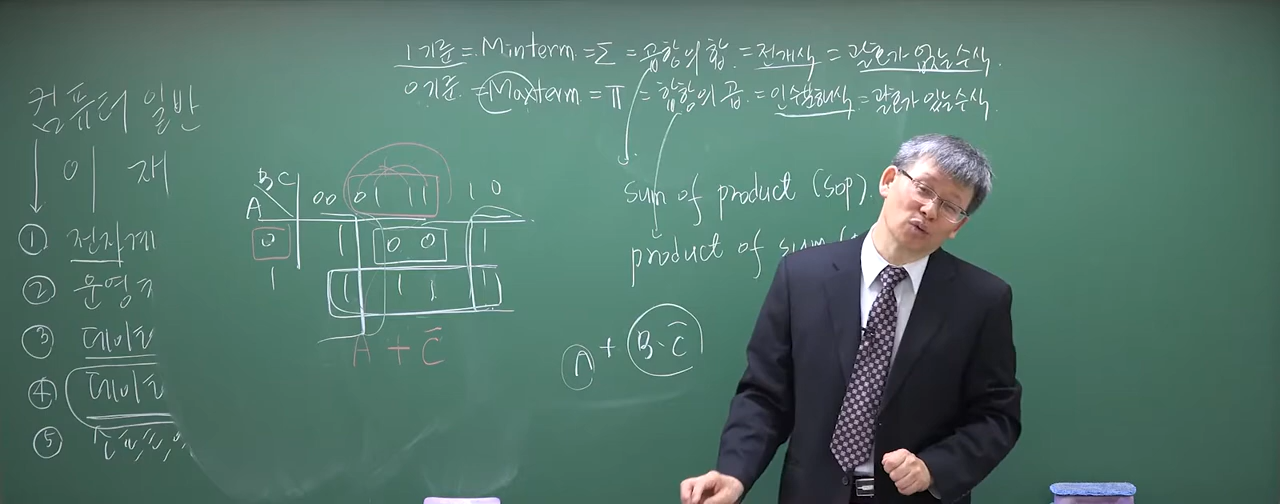 1기준 = Minterm = Σ =곱항의 합 = 전개식 = 괄호가 없는 수식.
0기준 = Maxterm = Π = 합항의 곱 = 인수분해식 = 괄호가 있는 수식.
컴퓨터 일반
이 재
① 전자계
② 운영
③ 데이터
④ 데이터
⑤
BC
A
00 01 11 10
0 1 0 0 1
1 1 1 1 1
A + C̄
sum of product (SOP).
product of sum
A + B·C̄